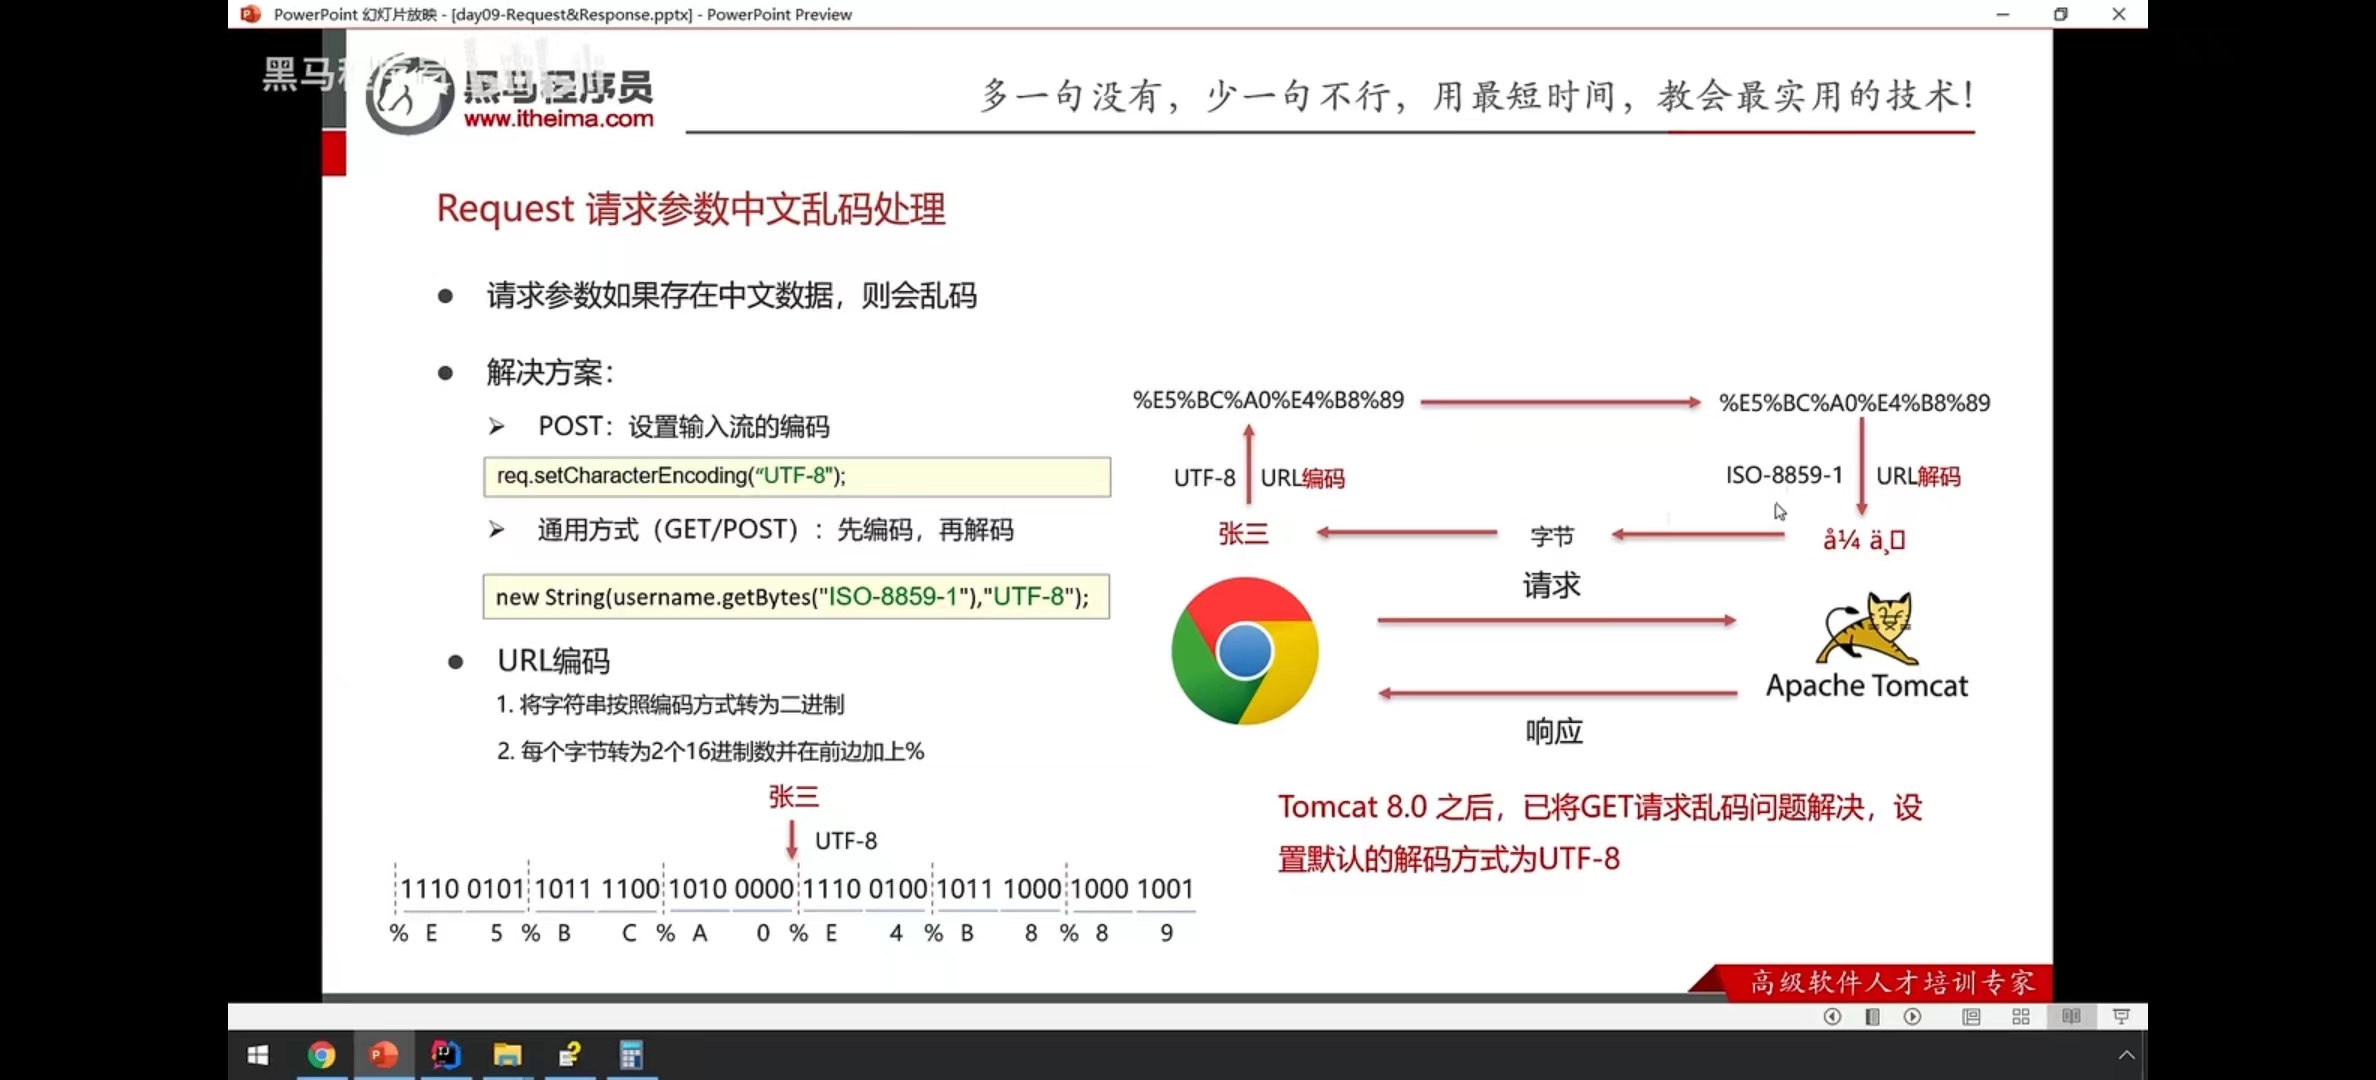 PowerPoint 幻灯片放映 - [day09-Request&Response.pptx] - PowerPoint Preview
黑马程序员
黑马程序员
www.itheima.com
多一句没有，少一句不行，用最短时间，教会最实用的技术！
Request 请求参数中文乱码处理
● 请求参数如果存在中文数据，则会乱码
● 解决方案：
➢ POST：设置输入流的编码
req.setCharacterEncoding(“UTF-8”);
➢ 通用方式（GET/POST）：先编码，再解码
new String(username.getBytes("ISO-8859-1"),"UTF-8");
● URL编码
1. 将字符串按照编码方式转为二进制
2. 每个字节转为2个16进制数并在前边加上%
张三
UTF-8
1110 0101 1011 1100 1010 0000 1110 0100 1011 1000 1000 1001
% E 5 % B C % A 0 % E 4 % B 8 % 8 9
%E5%BC%A0%E4%B8%89
%E5%BC%A0%E4%B8%89
UTF-8 URL编码
ISO-8859-1 URL解码
张三
字节
å¼ ä¸
请求
Apache Tomcat
响应
Tomcat 8.0 之后，已将GET请求乱码问题解决，设
置默认的解码方式为UTF-8
高级软件人才培训专家